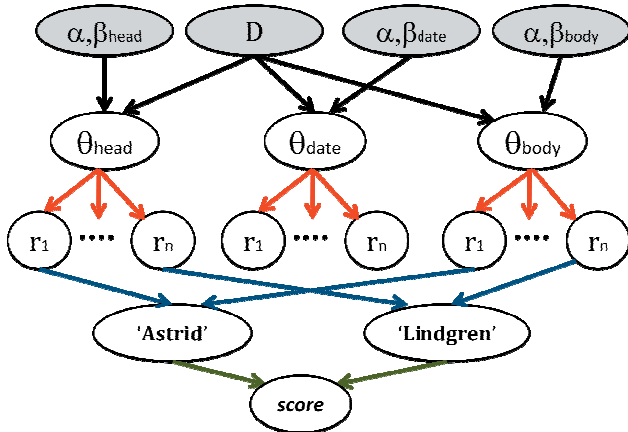 α,βhead D α,βdate α,βbody
θhead θdate θbody
r1 •••• rn r1 •••• rn r1 •••• rn
'Astrid' 'Lindgren'
score